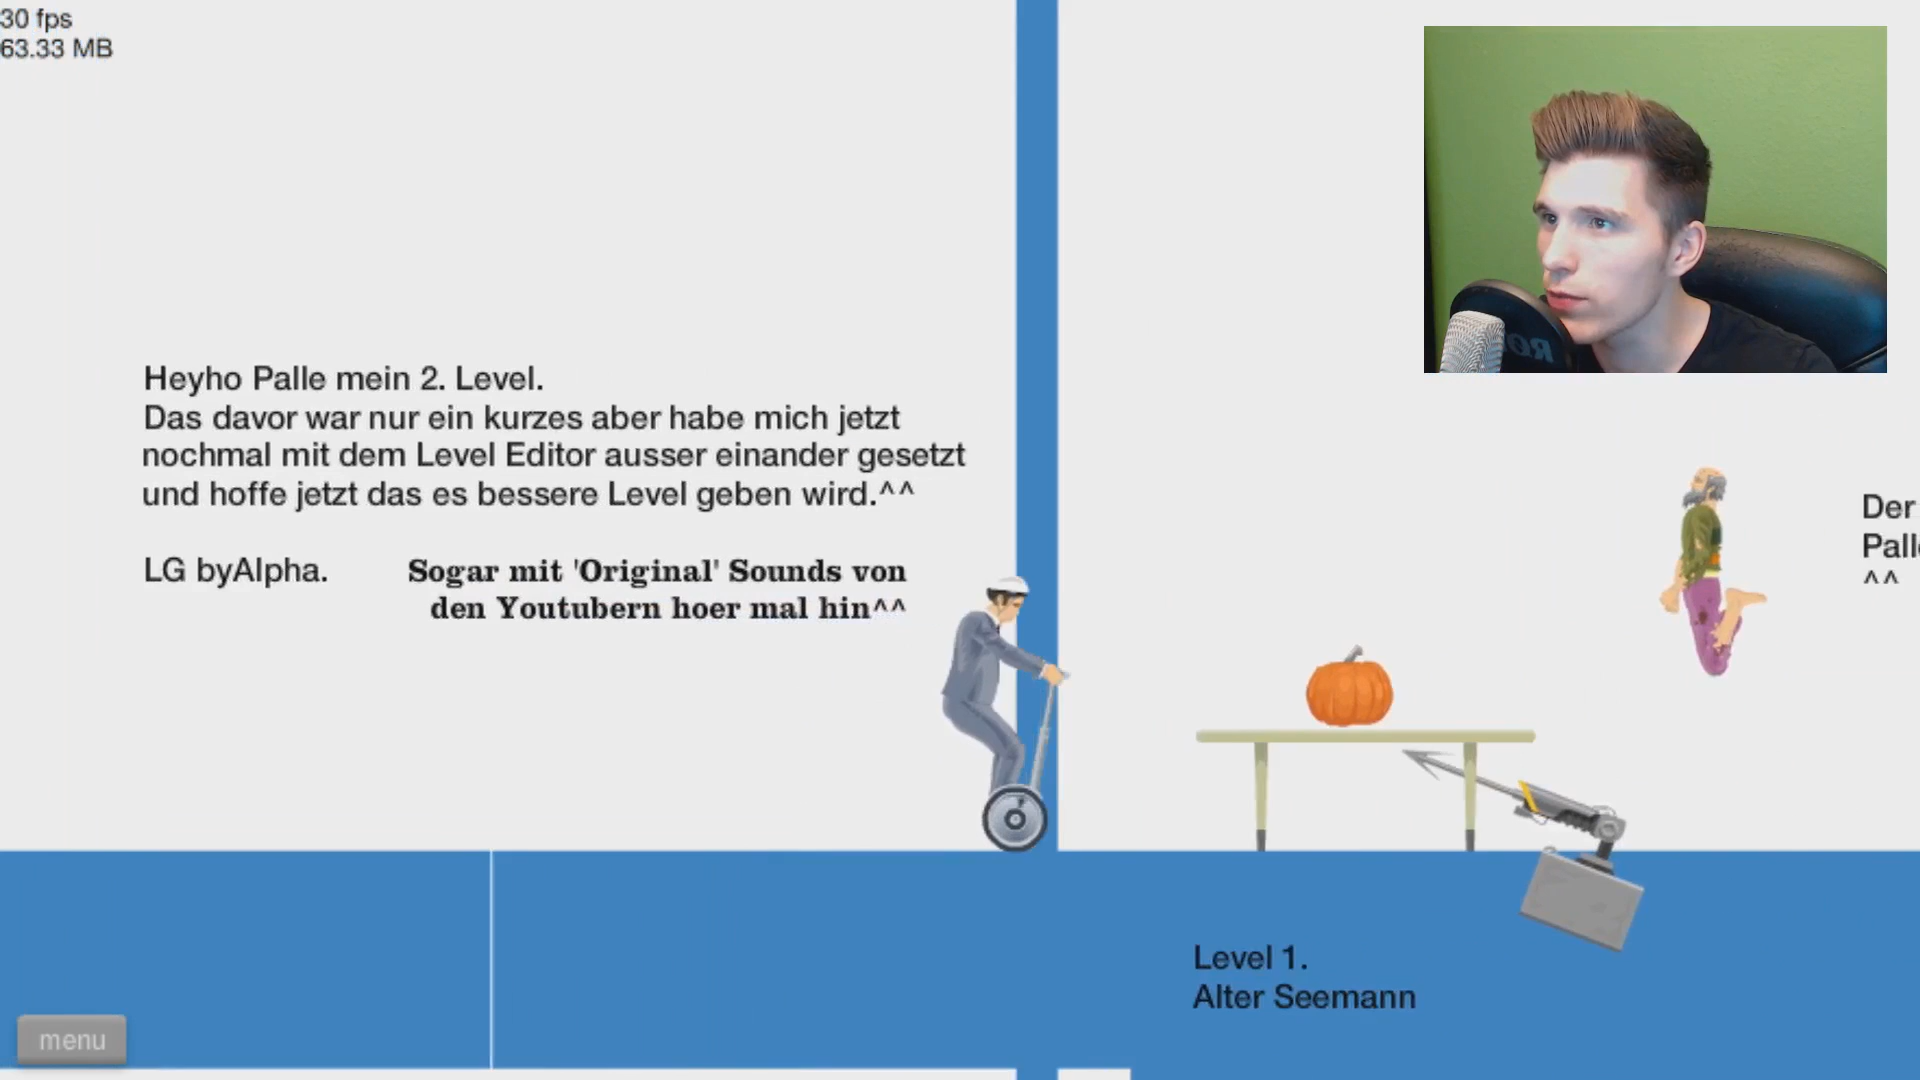 30 fps
63.33 MB
Heyho Palle mein 2. Level.
Das davor war nur ein kurzes aber habe mich jetzt
nochmal mit dem Level Editor ausser einander gesetzt
und hoffe jetzt das es bessere Level geben wird.^^
LG byAlpha.
Sogar mit 'Original' Sounds von
den Youtubern hoer mal hin^^
Der
^^
Level 1.
Alter Seemann
menu